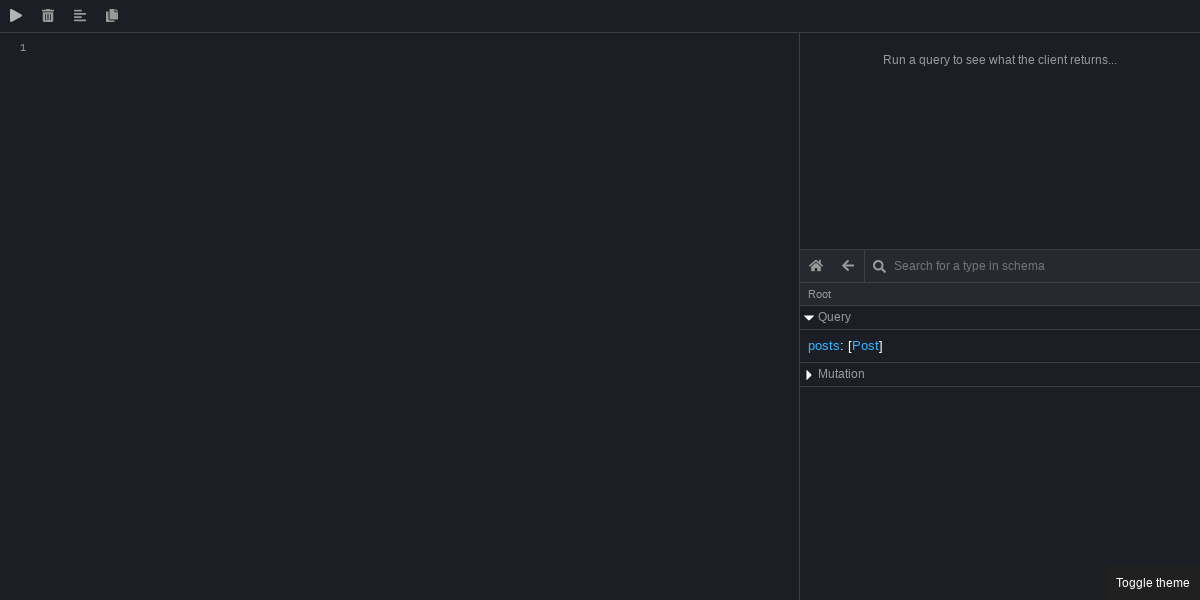 1
Run a query to see what the client returns...
Search for a type in schema
Root
Query
posts: [Post]
Mutation
Toggle theme